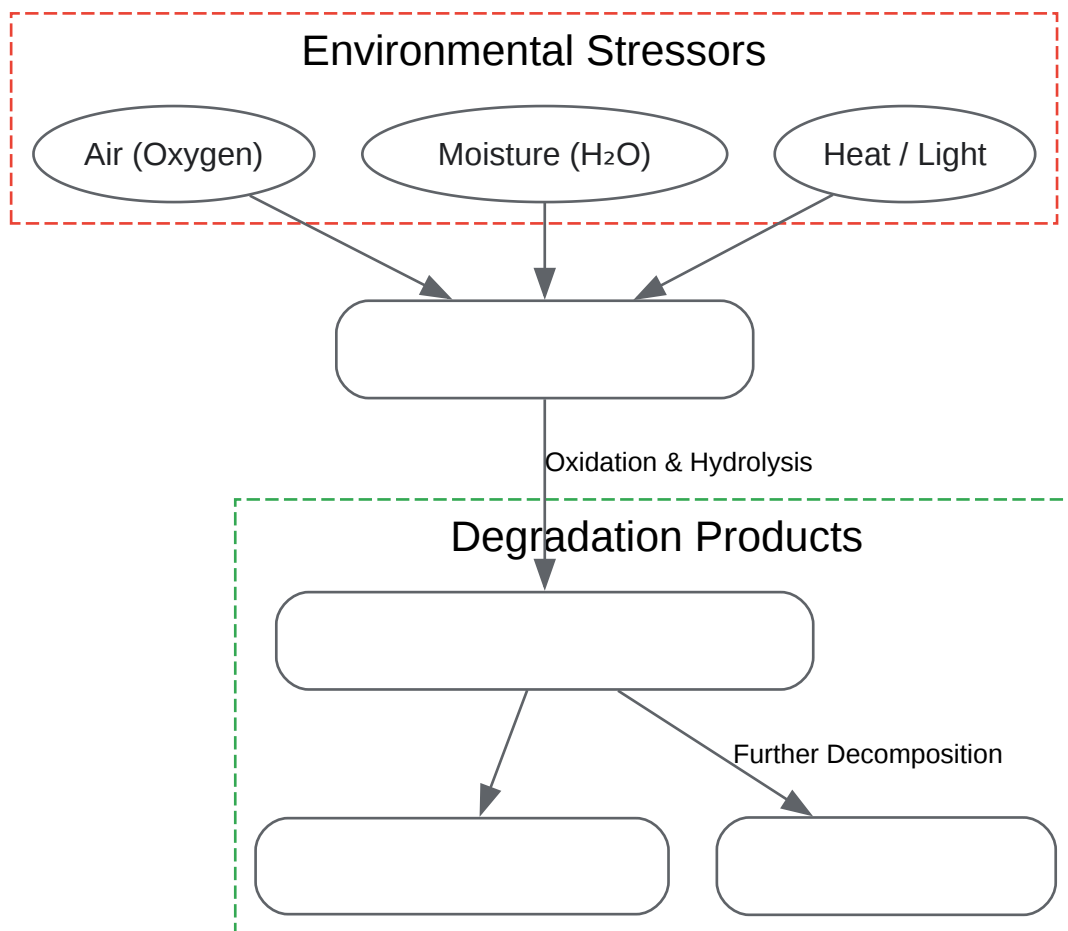 Environmental Stressors
Air (Oxygen)
Moisture (H₂O)
Heat / Light
Oxidation & Hydrolysis
Degradation Products
Further Decomposition